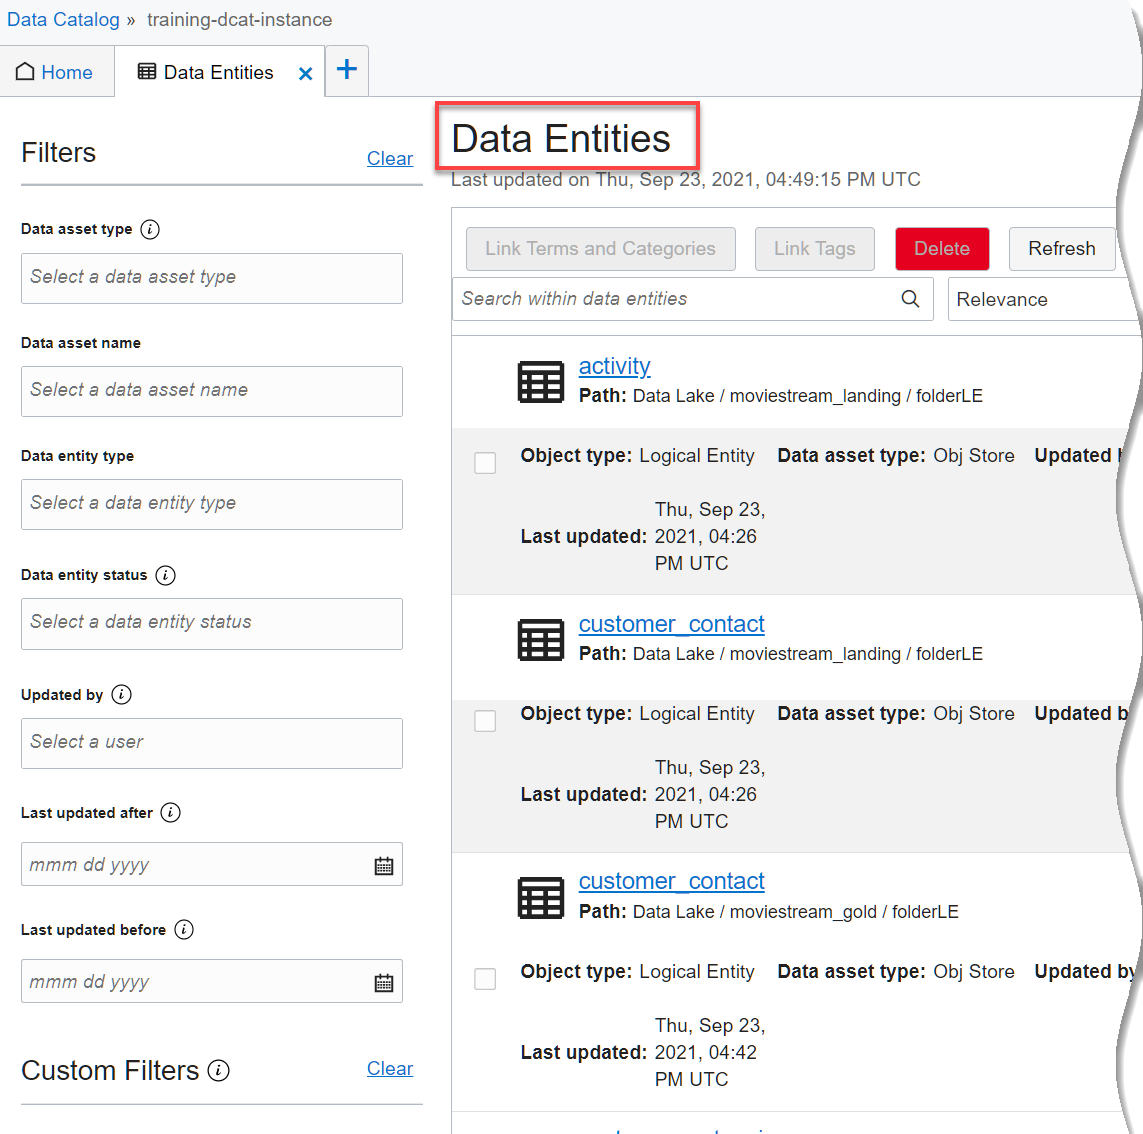 Data Catalog » training-dcat-instance
Home
Data Entities
Filters
Clear
Data asset type
Select a data asset type
Data asset name
Select a data asset name
Data entity type
Select a data entity type
Data entity status
Select a data entity status
Updated by
Select a user
Last updated after
mmm dd yyyy
Last updated before
mmm dd yyyy
Custom Filters
Clear
Data Entities
Last updated on Thu, Sep 23, 2021, 04:49:15 PM UTC
Link Terms and Categories Link Tags Delete Refresh
Search within data entities Relevance
activity
Path: Data Lake / moviestream_landing / folderLE
Object type: Logical Entity Data asset type: Obj Store Updated
Thu, Sep 23,
Last updated: 2021, 04:26
PM UTC
customer_contact
Path: Data Lake / moviestream_landing / folderLE
Object type: Logical Entity Data asset type: Obj Store Updated b
Thu, Sep 23,
Last updated: 2021, 04:26
PM UTC
customer_contact
Path: Data Lake / moviestream_gold / folderLE
Object type: Logical Entity Data asset type: Obj Store Updated by
Thu, Sep 23,
Last updated: 2021, 04:42
PM UTC